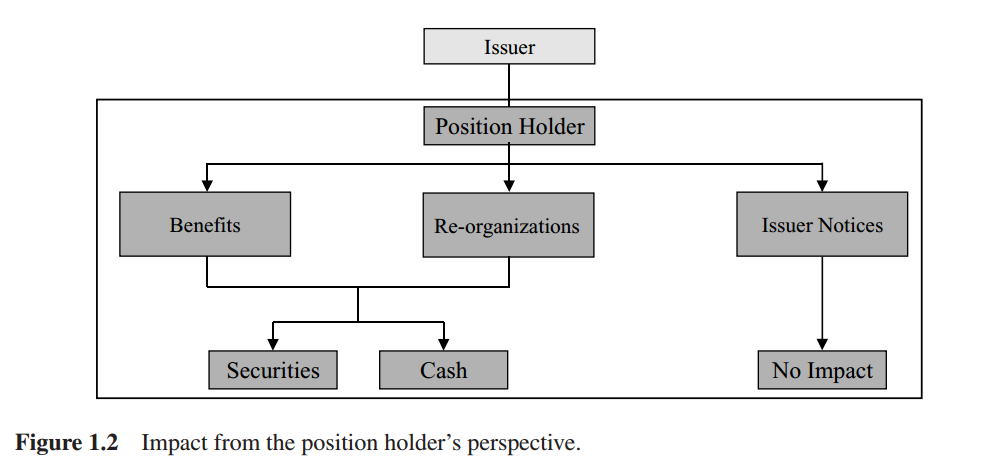 Issuer
Position Holder
Benefits
Re-organizations
Issuer Notices
Securities
Cash
No Impact
Figure 1.2 Impact from the position holder’s perspective.